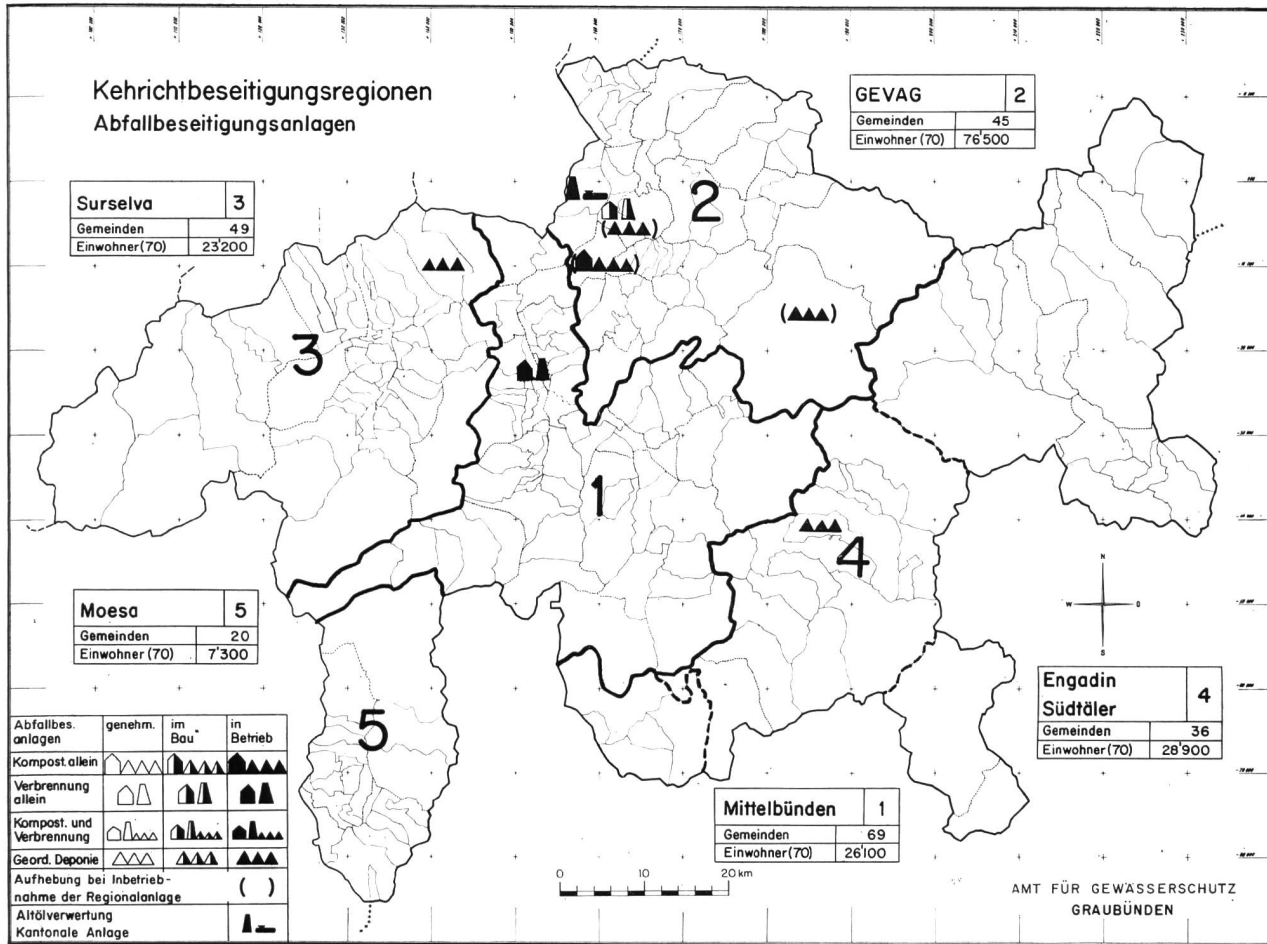 Kehrichtbeseitigungsregionen
Abfallbeseitigungsanlagen
GEVAG 2
Gemeinden 45
Einwohner (70) 76'500
Surselva 3
Gemeinden 49
Einwohner (70) 23'200
2
3
1
4
5
Moesa 5
Gemeinden 20
Einwohner (70) 7'300
N
W O
S
Engadin
Südtäler 4
Gemeinden 36
Einwohner (70) 28'900
Mittelbünden 1
Gemeinden 69
Einwohner (70) 26'100
Abfallbes. anlagen genehm. im Bau in Betrieb
Kompost. allein
Verbrennung
allein
Kompost. und
Verbrennung
Geord. Deponie
Aufhebung bei Inbetrieb-
nahme der Regionalanlage ( )
Altölverwertung
Kantonale Anlage
0 10 20 km
AMT FÜR GEWÄSSERSCHUTZ
GRAUBÜNDEN